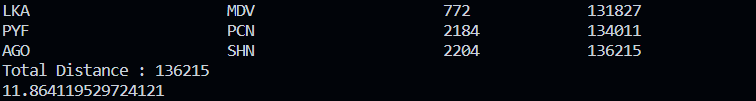 LKA MDV 772 131827
PYF PCN 2184 134011
AGO SHN 2204 136215
Total Distance : 136215
11.864119529724121